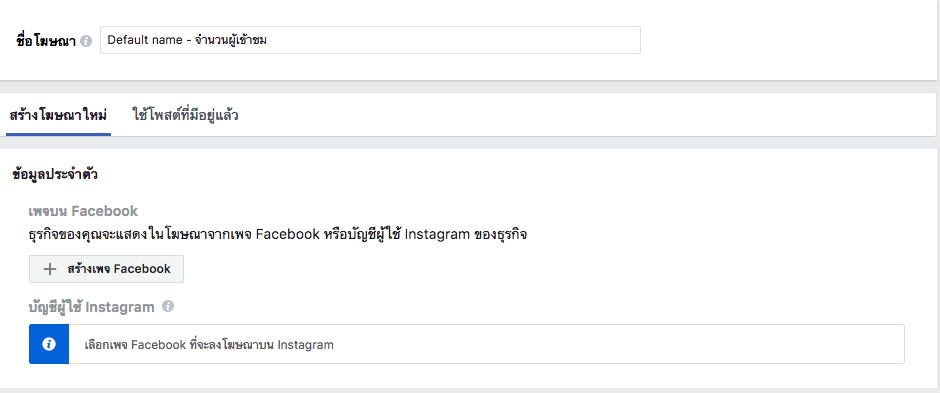 ชื่อโฆษณา Default name - จำนวนผู้เข้าชม
สร้างโฆษณาใหม่ ใช้โพสต์ที่มีอยู่แล้ว
ข้อมูลประจำตัว
เพจบน Facebook
ธุรกิจของคุณจะแสดงในโฆษณาจากเพจ Facebook หรือบัญชีผู้ใช้ Instagram ของธุรกิจ
+ สร้างเพจ Facebook
บัญชีผู้ใช้ Instagram
เลือกเพจ Facebook ที่จะลงโฆษณาบน Instagram